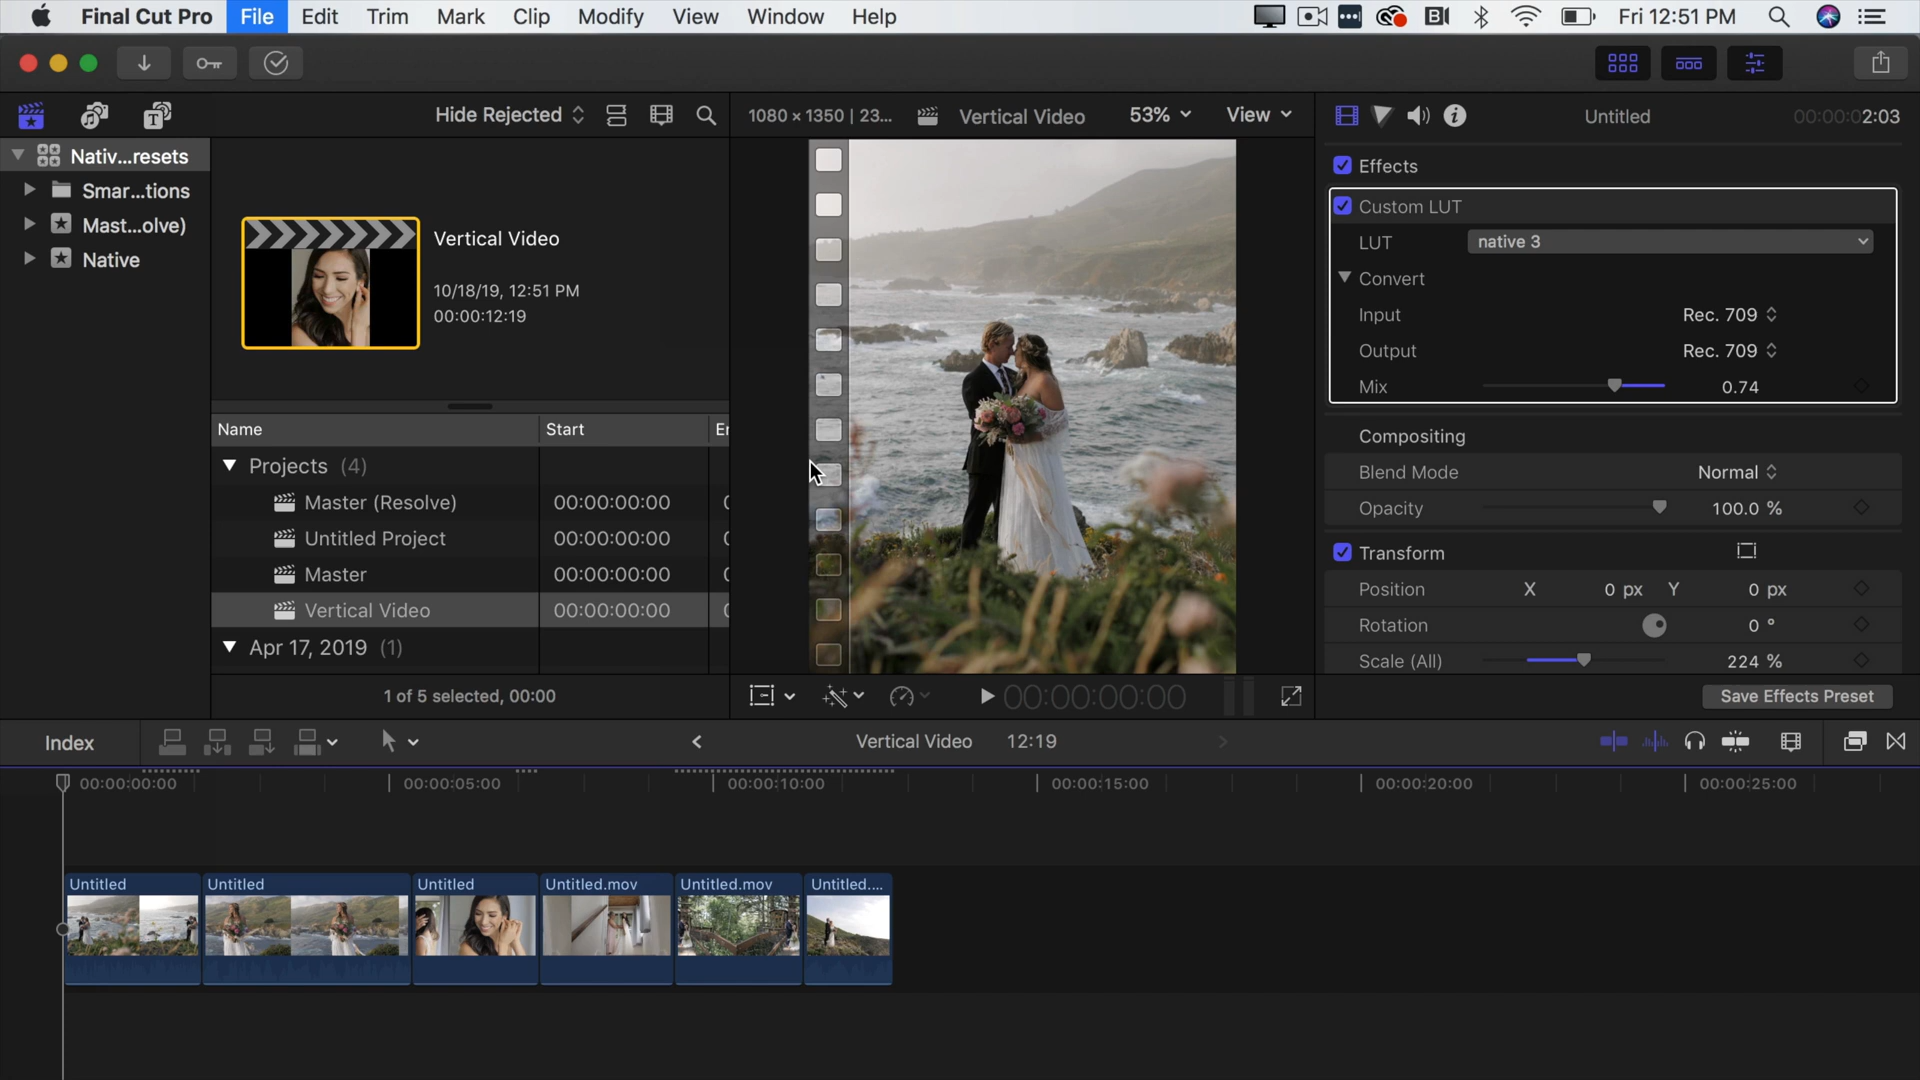 Final Cut Pro File Edit Trim Mark Clip Modify View Window Help Fri 12:51 PM
Hide Rejected
1080 × 1350 | 23... Vertical Video 53% View
Untitled 00:00:02:03
Nativ...resets
Smar...tions
Mast...olve)
Native
Vertical Video
10/18/19, 12:51 PM
00:00:12:19
Name Start
Projects (4)
Master (Resolve) 00:00:00:00
Untitled Project 00:00:00:00
Master 00:00:00:00
Vertical Video 00:00:00:00
Apr 17, 2019 (1)
1 of 5 selected, 00:00
00:00:00:00
Effects
Custom LUT
LUT native 3
Convert
Input Rec. 709
Output Rec. 709
Mix 0.74
Compositing
Blend Mode Normal
Opacity 100.0 %
Transform
Position X 0 px Y 0 px
Rotation 0 °
Scale (All) 224 %
Save Effects Preset
Index Vertical Video 12:19
00:00:00:00 00:00:05:00 00:00:10:00 00:00:15:00 00:00:20:00 00:00:25:00
Untitled Untitled Untitled Untitled.mov Untitled.mov Untitled....